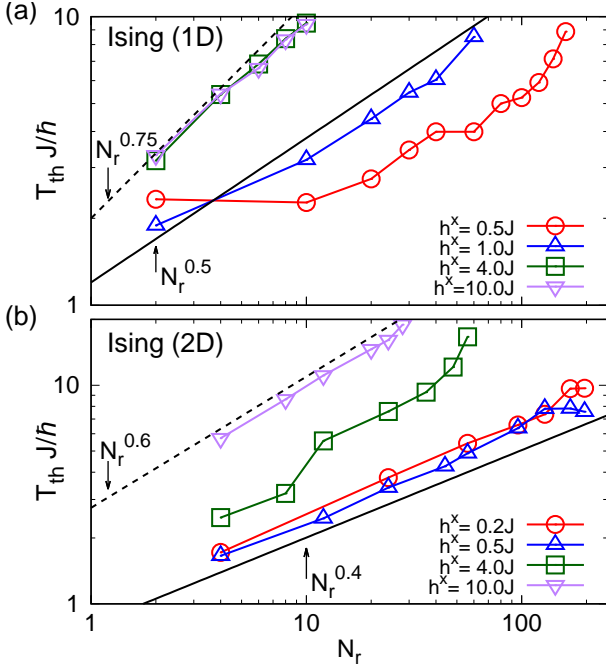 (a)
Ising (1D)
10
T_th J/ħ
N_r^0.75
N_r^0.5
h^x= 0.5J
h^x= 1.0J
h^x= 4.0J
h^x=10.0J
1
(b)
Ising (2D)
10
T_th J/ħ
N_r^0.6
N_r^0.4
h^x= 0.2J
h^x= 0.5J
h^x= 4.0J
h^x=10.0J
1
1 10 100
N_r